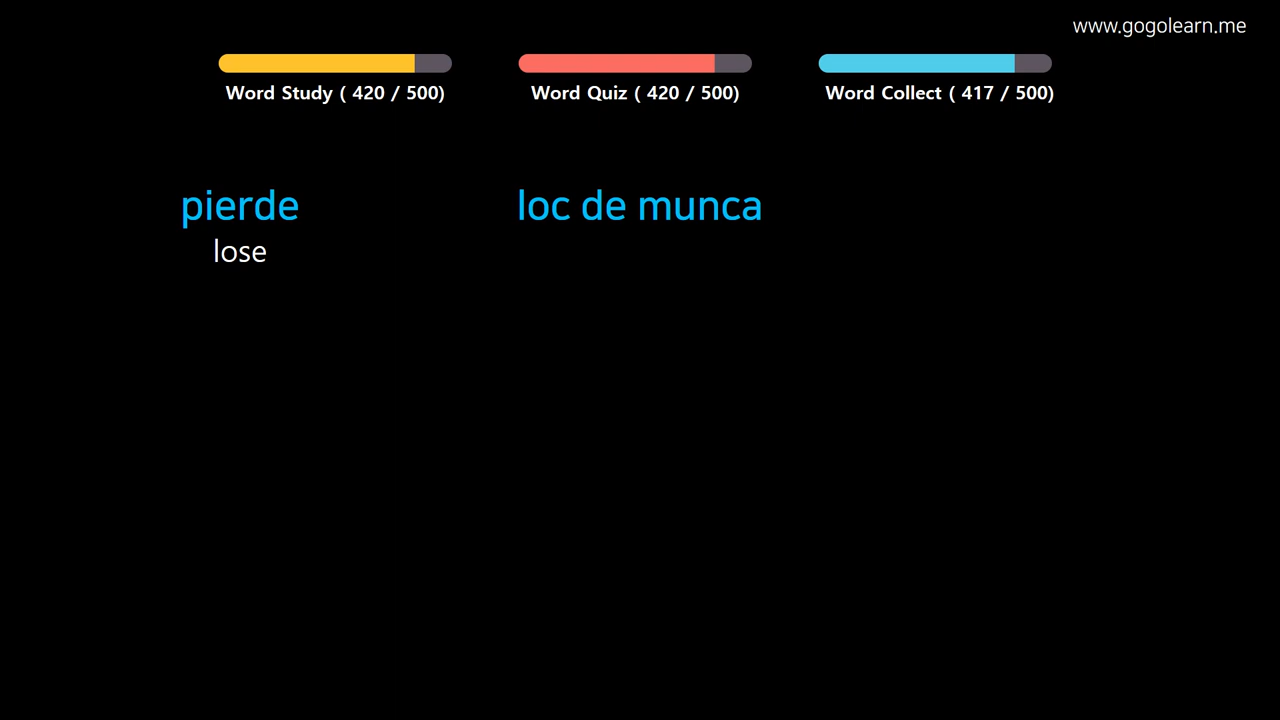 www.gogolearn.me
Word Study ( 420 / 500)
Word Quiz ( 420 / 500)
Word Collect ( 417 / 500)
pierde
lose
loc de munca